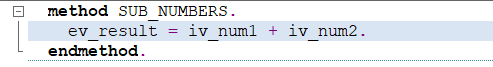 method SUB_NUMBERS.
ev_result = iv_num1 + iv_num2.
endmethod.